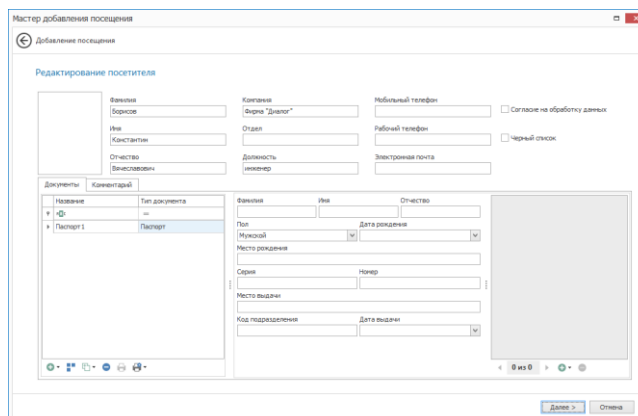 Мастер добавления посещения
Добавление посещения
Редактирование посетителя
Фамилия Компания Мобильный телефон
Борисов Фирма "Диалог" Согласие на обработку данных
Имя Отдел Рабочий телефон
Константин Черный список
Отчество Должность Электронная почта
Вячеславович инженер
Документы Комментарий
Название Тип документа Фамилия Имя Отчество
Паспорт 1 Паспорт
Пол Дата рождения
Мужской
Место рождения
Серия Номер
Место выдачи
Код подразделения Дата выдачи
0 из 0
Далее > Отмена